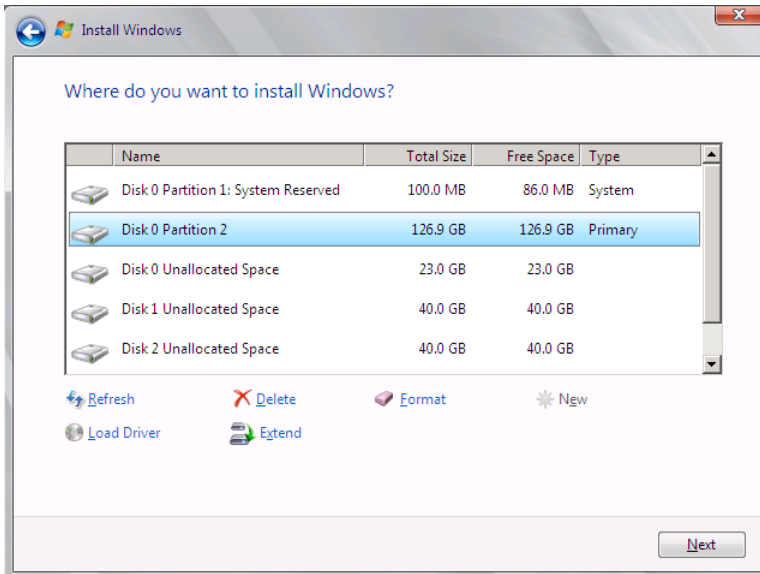 Install Windows
Where do you want to install Windows?
Name Total Size Free Space Type
Disk 0 Partition 1: System Reserved 100.0 MB 86.0 MB System
Disk 0 Partition 2 126.9 GB 126.9 GB Primary
Disk 0 Unallocated Space 23.0 GB 23.0 GB
Disk 1 Unallocated Space 40.0 GB 40.0 GB
Disk 2 Unallocated Space 40.0 GB 40.0 GB
Refresh Delete Format New
Load Driver Extend
Next